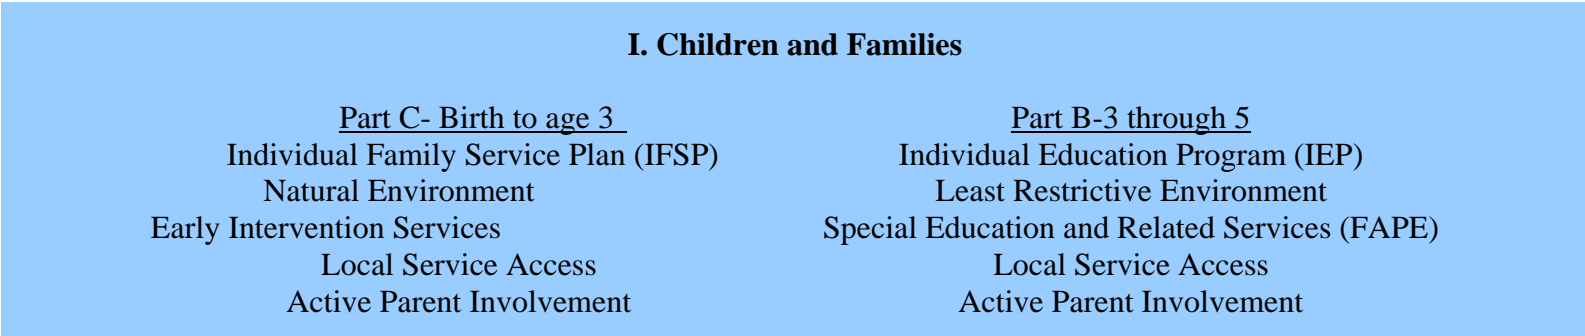 I. Children and Families
Part C- Birth to age 3 Part B-3 through 5
Individual Family Service Plan (IFSP) Individual Education Program (IEP)
Natural Environment Least Restrictive Environment
Early Intervention Services Special Education and Related Services (FAPE)
Local Service Access Local Service Access
Active Parent Involvement Active Parent Involvement